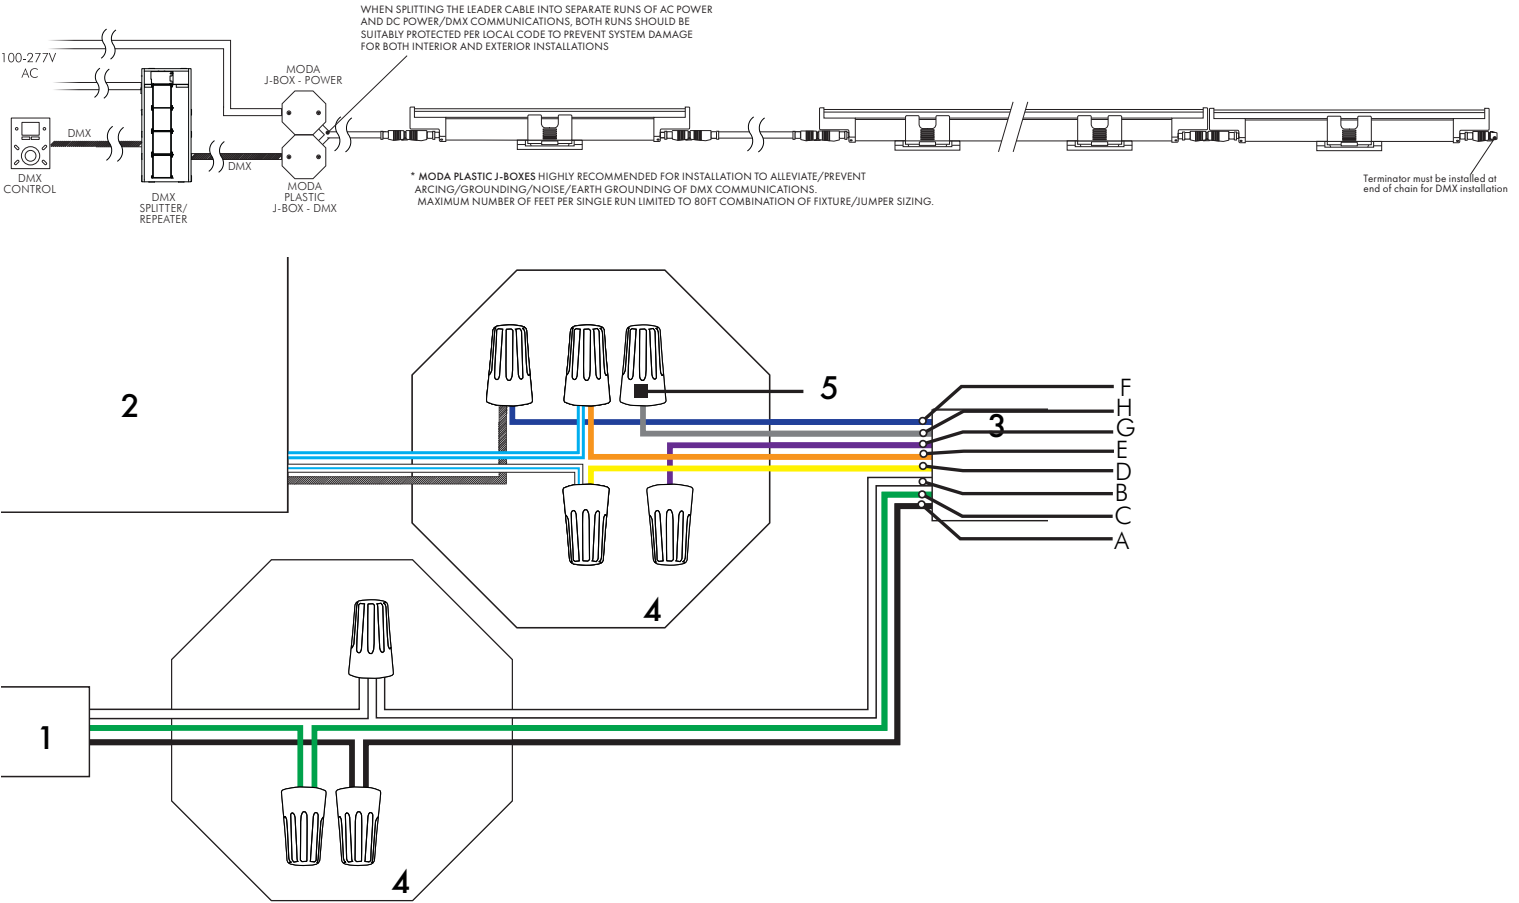 WHEN SPLITTING THE LEADER CABLE INTO SEPARATE RUNS OF AC POWER
AND DC POWER/DMX COMMUNICATIONS, BOTH RUNS SHOULD BE
SUITABLY PROTECTED PER LOCAL CODE TO PREVENT SYSTEM DAMAGE
FOR BOTH INTERIOR AND EXTERIOR INSTALLATIONS
100-277V
AC
MODA
J-BOX - POWER
DMX
DMX
CONTROL
DMX
SPLITTER/
REPEATER
DMX
MODA
PLASTIC
J-BOX - DMX
* MODA PLASTIC J-BOXES HIGHLY RECOMMENDED FOR INSTALLATION TO ALLEVIATE/PREVENT
ARCING/GROUNDING/NOISE/EARTH GROUNDING OF DMX COMMUNICATIONS.
MAXIMUM NUMBER OF FEET PER SINGLE RUN LIMITED TO 80FT COMBINATION OF FIXTURE/JUMPER SIZING.
Terminator must be installed at
end of chain for DMX installation
2
5
3
F
H
G
E
D
B
C
A
4
1
4